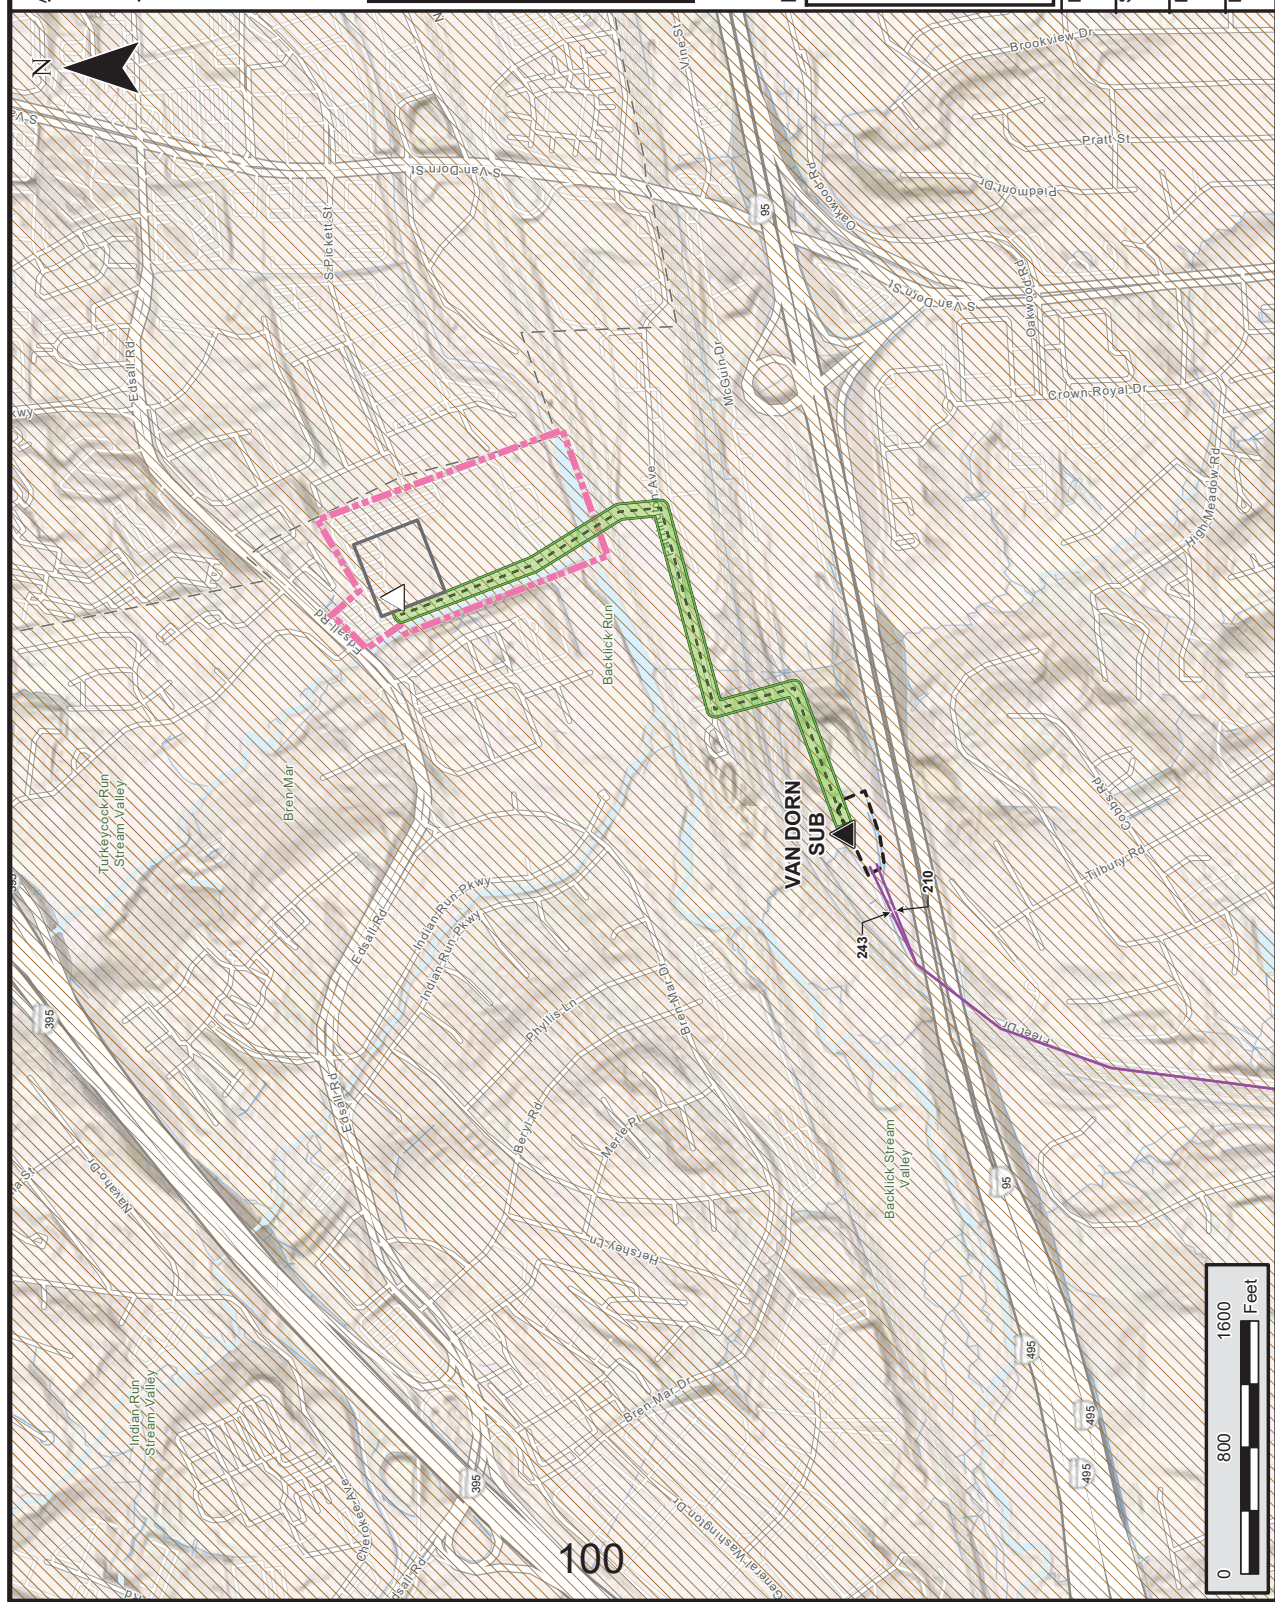 N
S Van Dorn St
Edsall Rd
S Pickett St
Vine St
Brookview Dr
Pratt St
Piedmont Dr
Oakwood Rd
95
S Van Dorn St
Oakwood Rd
Crown Royal Dr
High Meadow Rd
McGuin Dr
Edsall Rd
Backlick Run
Turkeycock Run
Stream Valley
Bren Mar
VAN DORN
SUB
243
210
Cobbs Rd
Tilbury Rd
Fleet Dr
Edsall Rd
Indian Run Pkwy
Indian Run Pkwy
Bren Mar Dr
Phyllis Ln
Beryl Rd
Merle Pl
Edsall Rd
395
Navaho Dr
Hershey Ln
Backlick Stream
Valley
95
Indian Run
Stream Valley
Bren Mar Dr
Cherokee Ave
395
General Washington Dr
495
495
495
100
0 800 1600
Feet